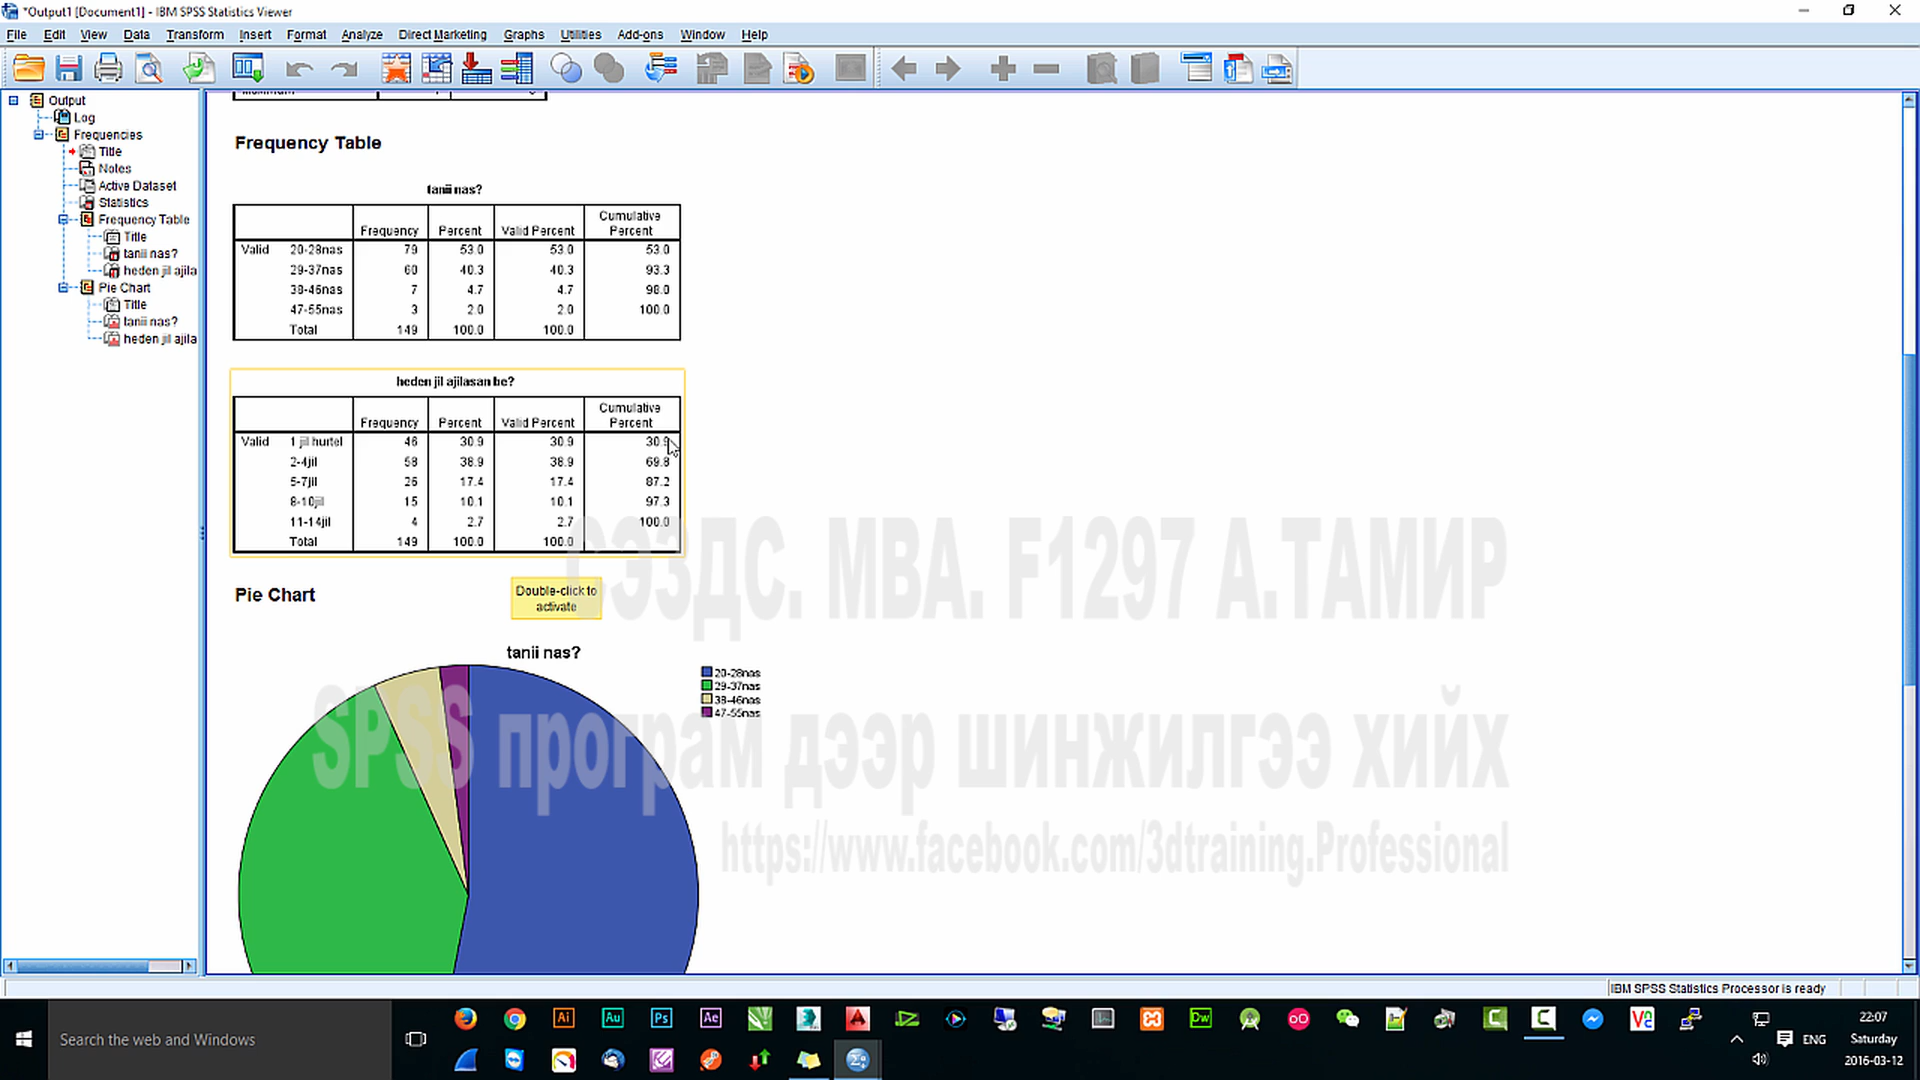 *Output1 [Document1] - IBM SPSS Statistics Viewer
File Edit View Data Transform Insert Format Analyze Direct Marketing Graphs Utilities Add-ons Window Help
Output
Log
Frequencies
Title
Notes
Active Dataset
Statistics
Frequency Table
Title
tanii nas?
heden jil ajila
Pie Chart
Title
tanii nas?
heden jil ajila
Frequency Table
tanii nas?
Frequency Percent Valid Percent Cumulative Percent
Valid 20-28nas 79 53.0 53.0 53.0
29-37nas 60 40.3 40.3 93.3
38-46nas 7 4.7 4.7 98.0
47-55nas 3 2.0 2.0 100.0
Total 149 100.0 100.0
heden jil ajilasan be?
Frequency Percent Valid Percent Cumulative Percent
Valid 1 jil hurtel 46 30.9 30.9 30.9
2-4jil 58 38.9 38.9 69.8
5-7jil 26 17.4 17.4 87.2
8-10jil 15 10.1 10.1 97.3
11-14jil 4 2.7 2.7 100.0
Total 149 100.0 100.0
Pie Chart
Double-click to
activate
tanii nas?
20-28nas
29-37nas
38-46nas
47-55nas
СЭЗДС. MBA. F1297 А.ТАМИР
SPSS програм дээр шинжилгээ хийх
https://www.facebook.com/3dtraining.Professional
IBM SPSS Statistics Processor is ready
Search the web and Windows
Ai Au Ps Ae Dw
ENG
22:07
Saturday
2016-03-12